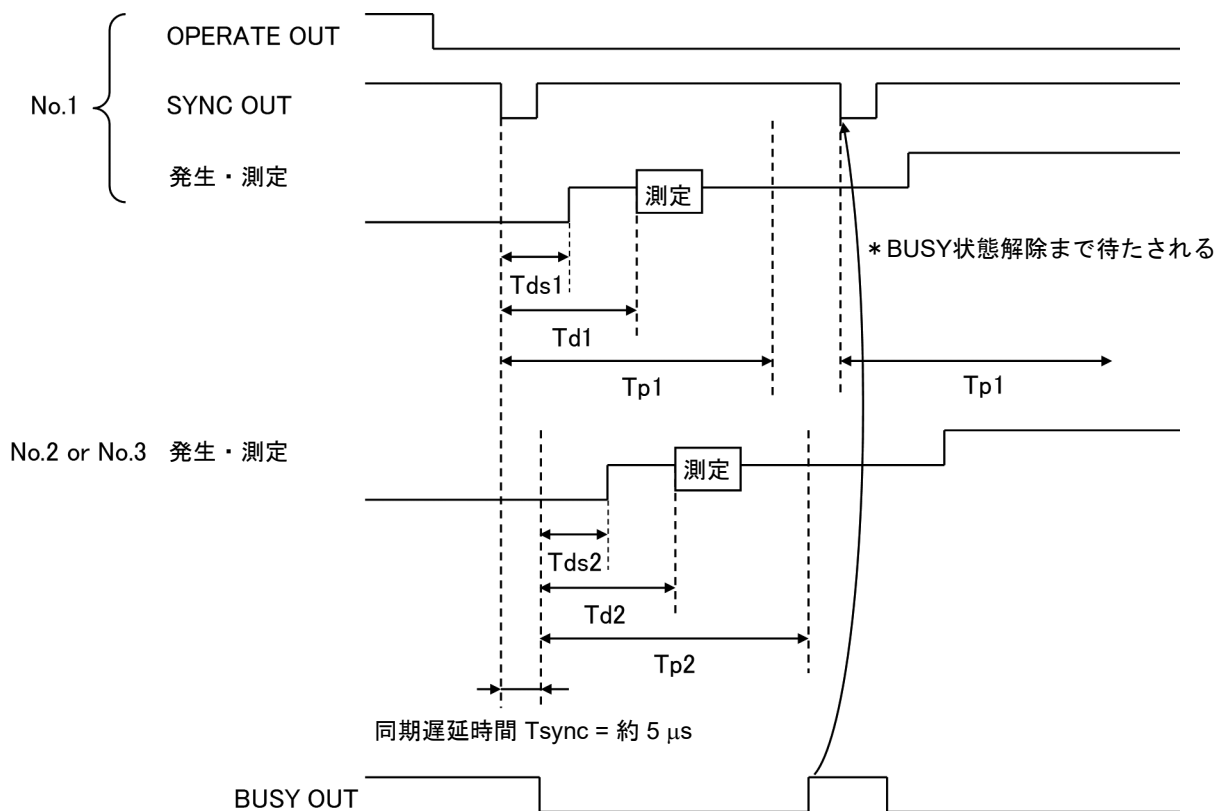 OPERATE OUT
No.1
SYNC OUT
発生・測定
測定
*BUSY状態解除まで待たされる
Tds1
Td1
Tp1
Tp1
No.2 or No.3 発生・測定
測定
Tds2
Td2
Tp2
同期遅延時間 Tsync = 約 5 μs
BUSY OUT